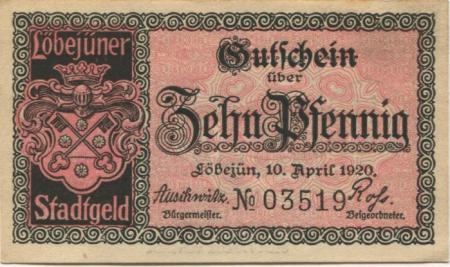 Löbejüner
Stadtgeld
Gutschein
über
Zehn Pfennig
Löbejün, 10. April 1920.
№ 03519
Bürgermeister. Beigeordneter.